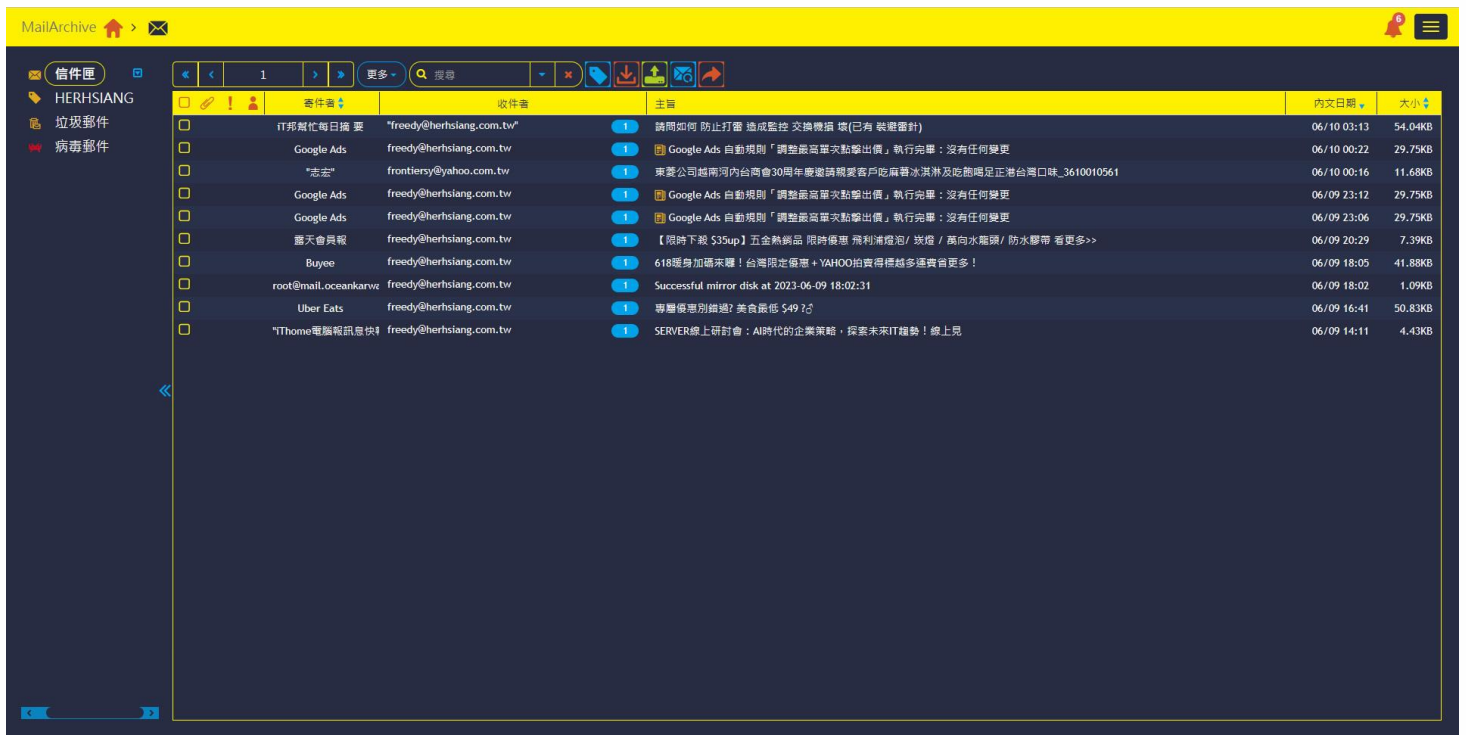 MailArchive
6
信件匣
HERHSIANG
垃圾郵件
病毒郵件
1 更多 搜尋
寄件者 收件者 主旨 內文日期 大小
iT邦幫忙每日摘 要 "freedy@herhsiang.com.tw" 1 請問如何 防止打雷 造成監控 交換機損 壞(已有 裝避雷針) 06/10 03:13 54.04KB
Google Ads freedy@herhsiang.com.tw 1 Google Ads 自動規則「調整最高單次點擊出價」執行完畢：沒有任何變更 06/10 00:22 29.75KB
"志宏" frontiersy@yahoo.com.tw 1 東菱公司越南河內台商會30周年慶邀請親愛客戶吃麻薯冰淇淋及吃飽喝足正港台灣口味_3610010561 06/10 00:16 11.68KB
Google Ads freedy@herhsiang.com.tw 1 Google Ads 自動規則「調整最高單次點擊出價」執行完畢：沒有任何變更 06/09 23:12 29.75KB
Google Ads freedy@herhsiang.com.tw 1 Google Ads 自動規則「調整最高單次點擊出價」執行完畢：沒有任何變更 06/09 23:06 29.75KB
露天會員報 freedy@herhsiang.com.tw 1 【限時下殺 $35up】五金熱銷品 限時優惠 飛利浦燈泡/ 崁燈 / 萬向水龍頭/ 防水膠帶 看更多>> 06/09 20:29 7.39KB
Buyee freedy@herhsiang.com.tw 1 618暖身加碼來囉！台灣限定優惠＋YAHOO拍賣得標越多運費省更多！ 06/09 18:05 41.88KB
root@mail.oceankarwa freedy@herhsiang.com.tw 1 Successful mirror disk at 2023-06-09 18:02:31 06/09 18:02 1.09KB
Uber Eats freedy@herhsiang.com.tw 1 專屬優惠別錯過? 美食最低 $49 ?♂ 06/09 16:41 50.83KB
"iThome電腦報訊息快 freedy@herhsiang.com.tw 1 SERVER線上研討會：AI時代的企業策略，探索未來IT趨勢！線上見 06/09 14:11 4.43KB